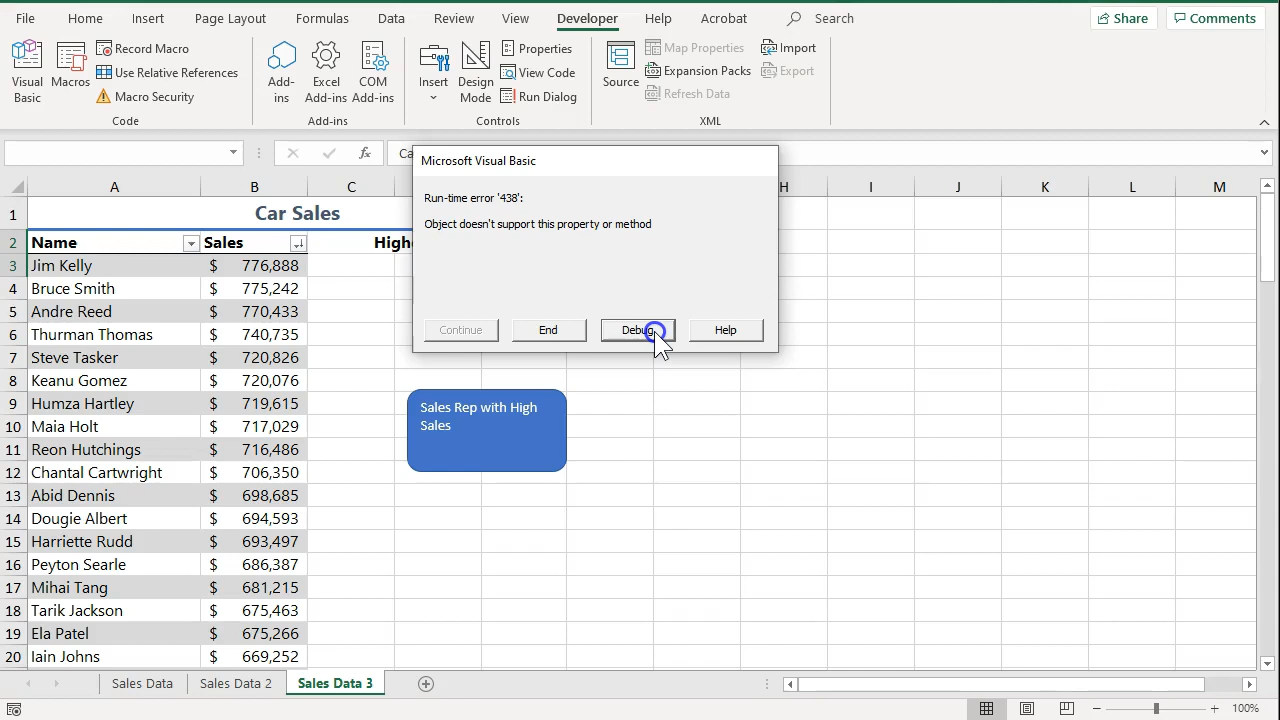 File Home Insert Page Layout Formulas Data Review View Developer Help Acrobat Search Share Comments
Visual Basic
Macros
Record Macro
Use Relative References
Macro Security
Code
Add-ins
Excel Add-ins
COM Add-ins
Add-ins
Insert
Design Mode
Properties
View Code
Run Dialog
Controls
Source
Map Properties
Expansion Packs
Refresh Data
Import
Export
XML
fx Ca
Microsoft Visual Basic
Run-time error '438':
Object doesn't support this property or method
Continue End Debug Help
A B C H I J K L M
1 Car Sales
2 Name Sales Highe
3 Jim Kelly $ 776,888
4 Bruce Smith $ 775,242
5 Andre Reed $ 770,433
6 Thurman Thomas $ 740,735
7 Steve Tasker $ 720,826
8 Keanu Gomez $ 720,076
9 Humza Hartley $ 719,615
10 Maia Holt $ 717,029
11 Reon Hutchings $ 716,486
12 Chantal Cartwright $ 706,350
13 Abid Dennis $ 698,685
14 Dougie Albert $ 694,593
15 Harriette Rudd $ 693,497
16 Peyton Searle $ 686,387
17 Mihai Tang $ 681,215
18 Tarik Jackson $ 675,463
19 Ela Patel $ 675,266
20 Iain Johns $ 669,252
Sales Rep with High
Sales
Sales Data Sales Data 2 Sales Data 3
100%